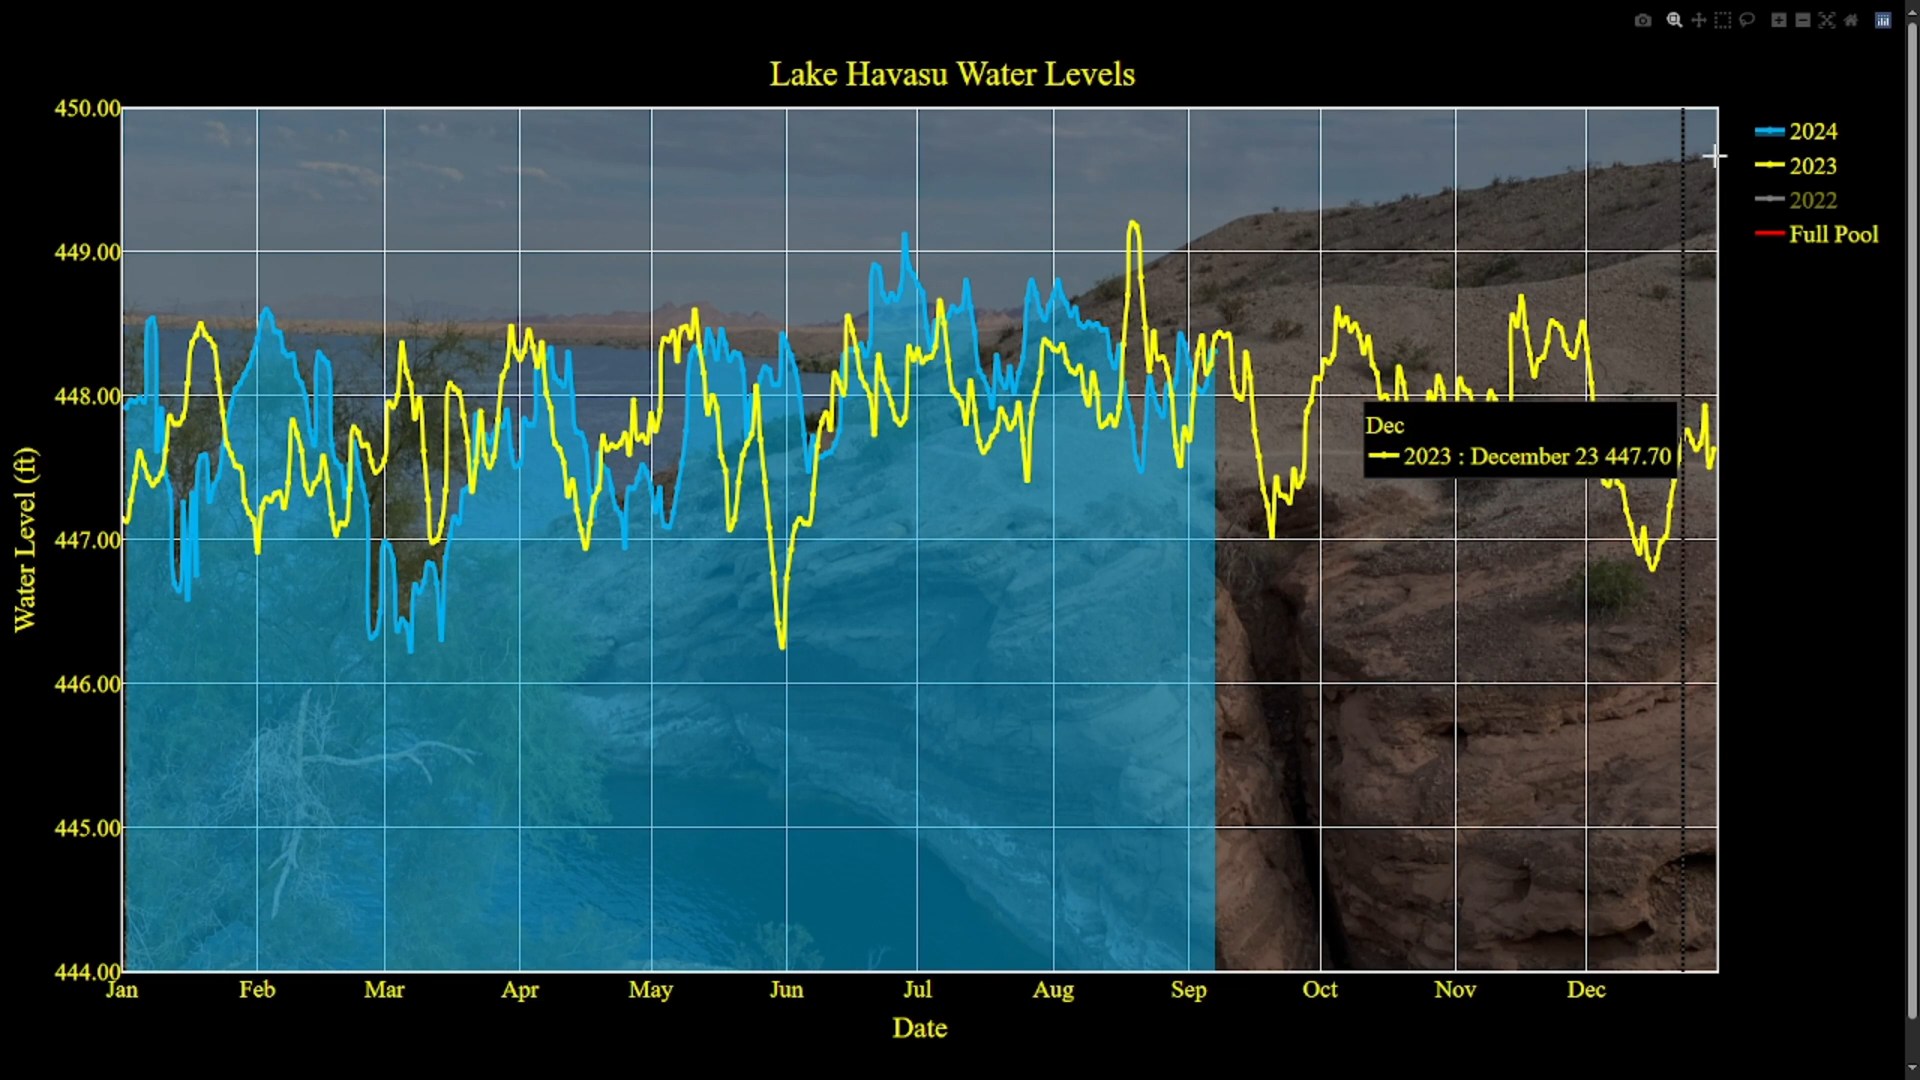 Lake Havasu Water Levels
450.00
449.00
448.00
447.00
446.00
445.00
444.00
Water Level (ft)
2024
2023
2022
Full Pool
Dec
2023 : December 23 447.70
Jan Feb Mar Apr May Jun Jul Aug Sep Oct Nov Dec
Date